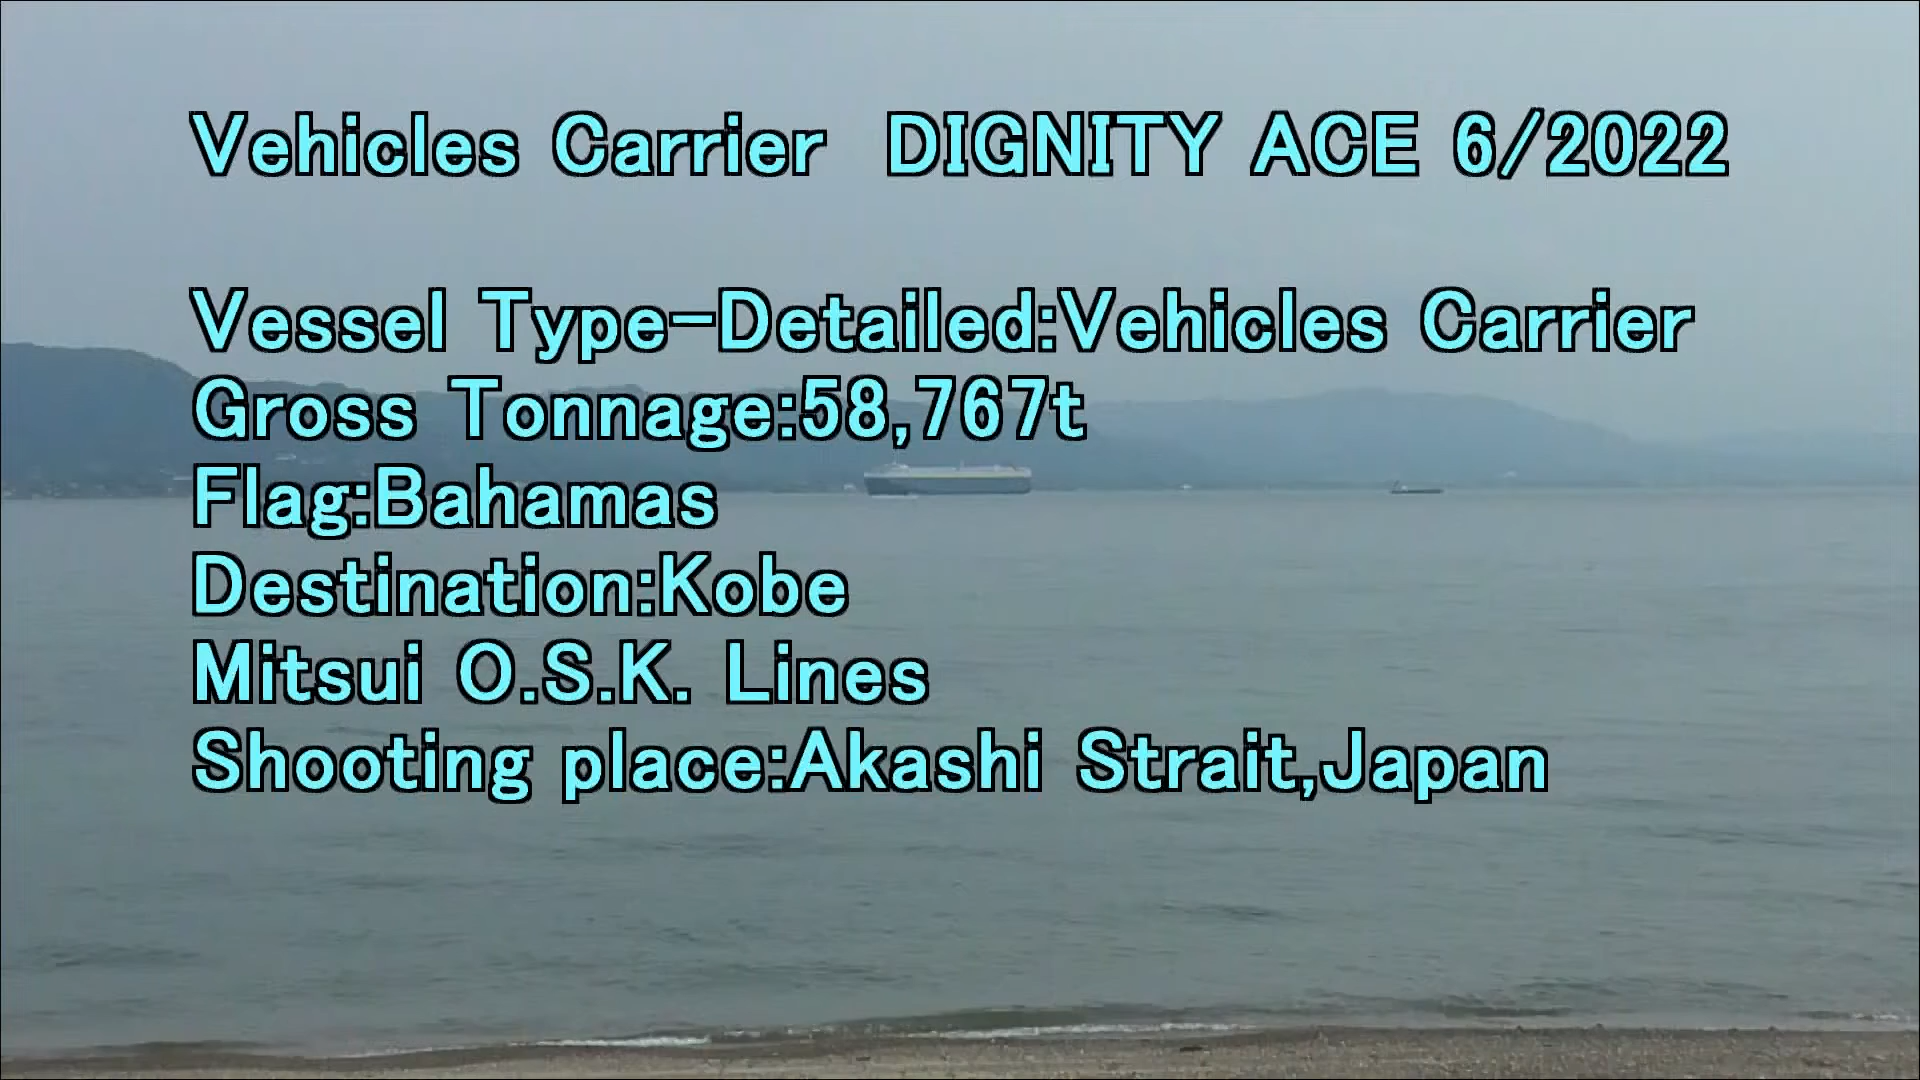 Vehicles Carrier  DIGNITY ACE 6/2022
Vessel Type-Detailed:Vehicles Carrier
Gross Tonnage:58,767t
Flag:Bahamas
Destination:Kobe
Mitsui O.S.K. Lines
Shooting place:Akashi Strait,Japan